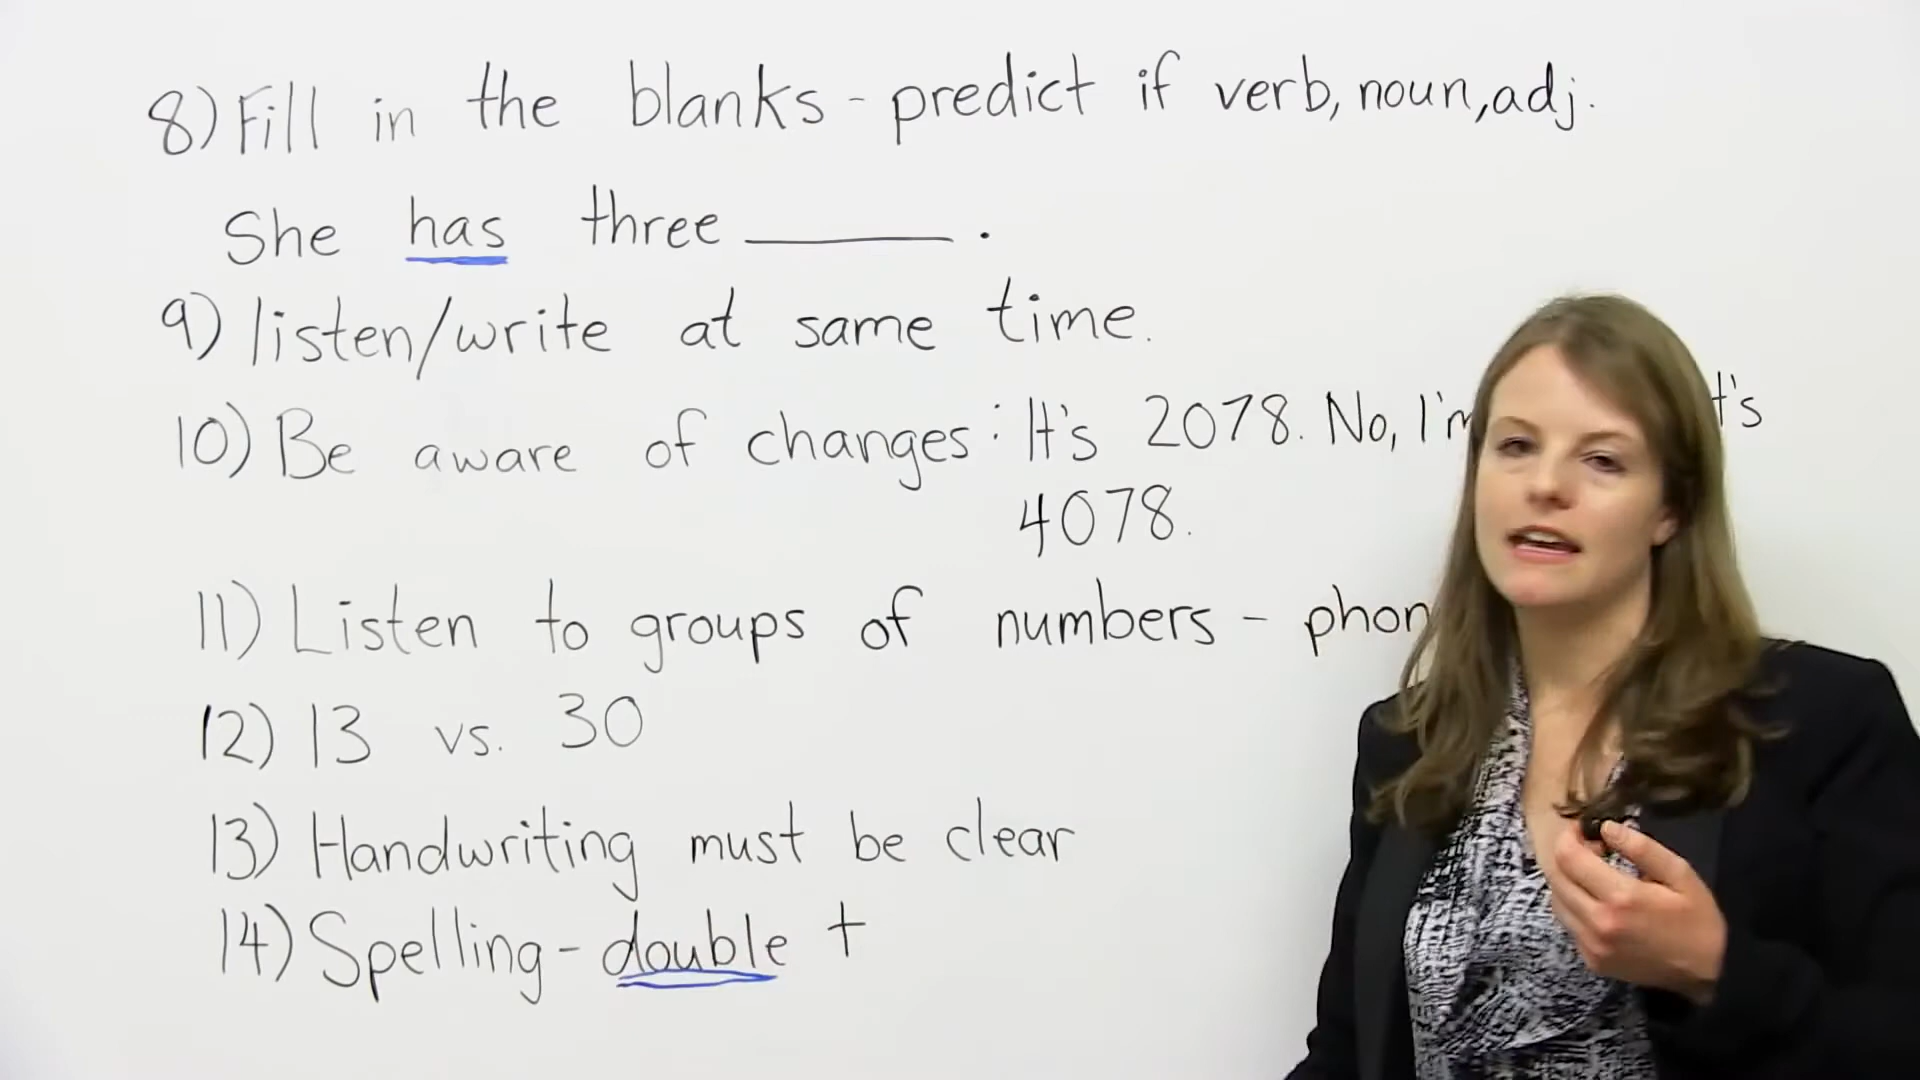 8) Fill in the blanks - predict if verb, noun, adj.
She has three ______.
9) listen/write at same time.
10) Be aware of changes: It's 2078. No, I'm
4078.
11) Listen to groups of numbers -
12) 13 vs. 30
13) Handwriting must be clear
14) Spelling - double t